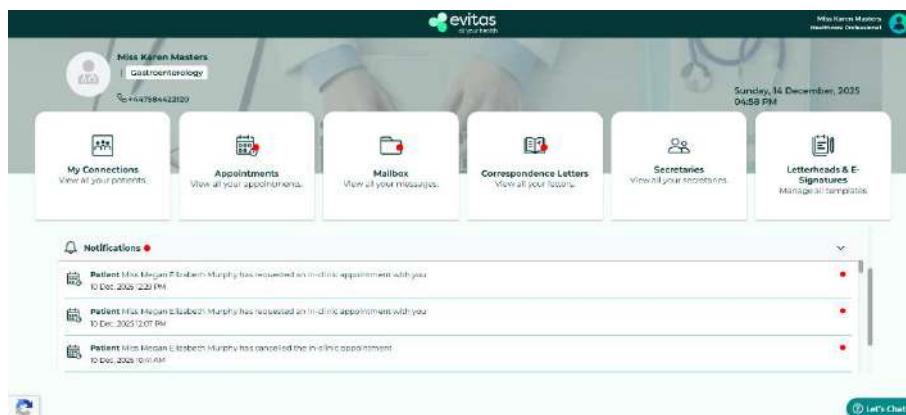 evitas
all your health
Miss Karen Masters
Healthcare Professional
Miss Karen Masters
Gastroenterology
Sunday, 14 December, 2025
04:58 PM
My Connections
View all your patients.
Appointments
View all your appointments.
Mailbox
View all your messages.
Correspondence Letters
View all your letters.
Secretaries
View all your secretaries.
Letterheads & E-
Signatures
Manage all templates
Notifications
Patient Miss Megan Elizabeth Murphy has requested an in-clinic appointment with you
10 Dec, 2025 12:29 PM
Patient Miss Megan Elizabeth Murphy has requested an in-clinic appointment with you
10 Dec, 2025 12:07 PM
Patient Miss Megan Elizabeth Murphy has cancelled the in-clinic appointment
10 Dec, 2025 10:41 AM
Let's Chat